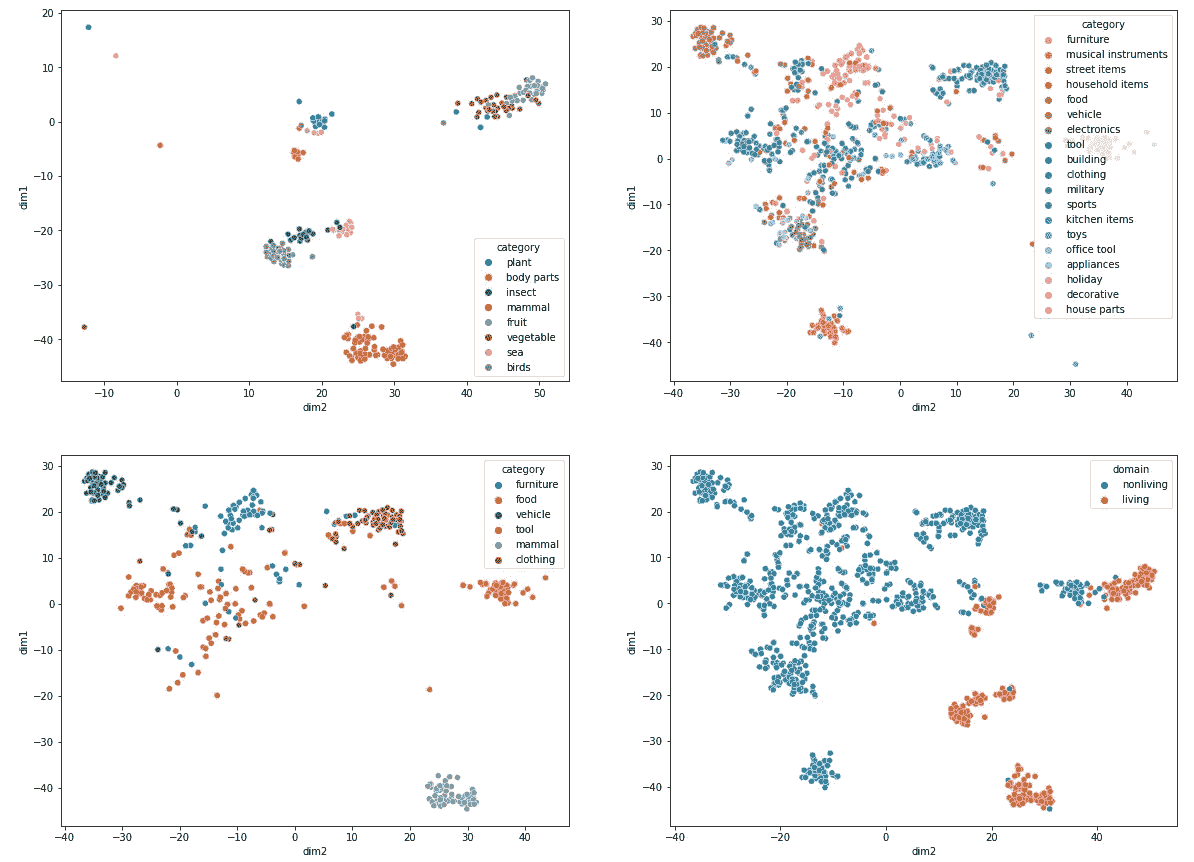 20
10
0
−10
−20
−30
−40
dim1
−10
0
10
20
30
40
50
dim2
category
plant
body parts
insect
mammal
fruit
vegetable
sea
birds
30
20
10
0
−10
−20
−30
−40
dim1
−40
−30
−20
−10
0
10
20
30
40
dim2
category
furniture
musical instruments
street items
household items
food
vehicle
electronics
tool
building
clothing
military
sports
kitchen items
toys
office tool
appliances
holiday
decorative
house parts
30
20
10
0
−10
−20
−30
−40
dim1
−40
−30
−20
−10
0
10
20
30
40
dim2
category
furniture
food
vehicle
tool
mammal
clothing
30
20
10
0
−10
−20
−30
−40
dim1
−40
−20
0
20
40
dim2
domain
nonliving
living